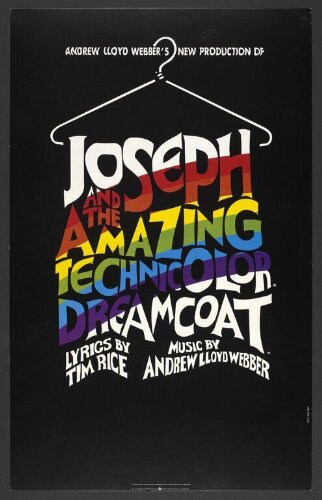 ANDREW LLOYD WEBBER'S NEW PRODUCTION OF
JOSEPH
AND THE
AMAZING
TECHNICOLOR
DREAMCOAT
LYRICS BY
TIM RICE
MUSIC BY
ANDREW LLOYD WEBBER